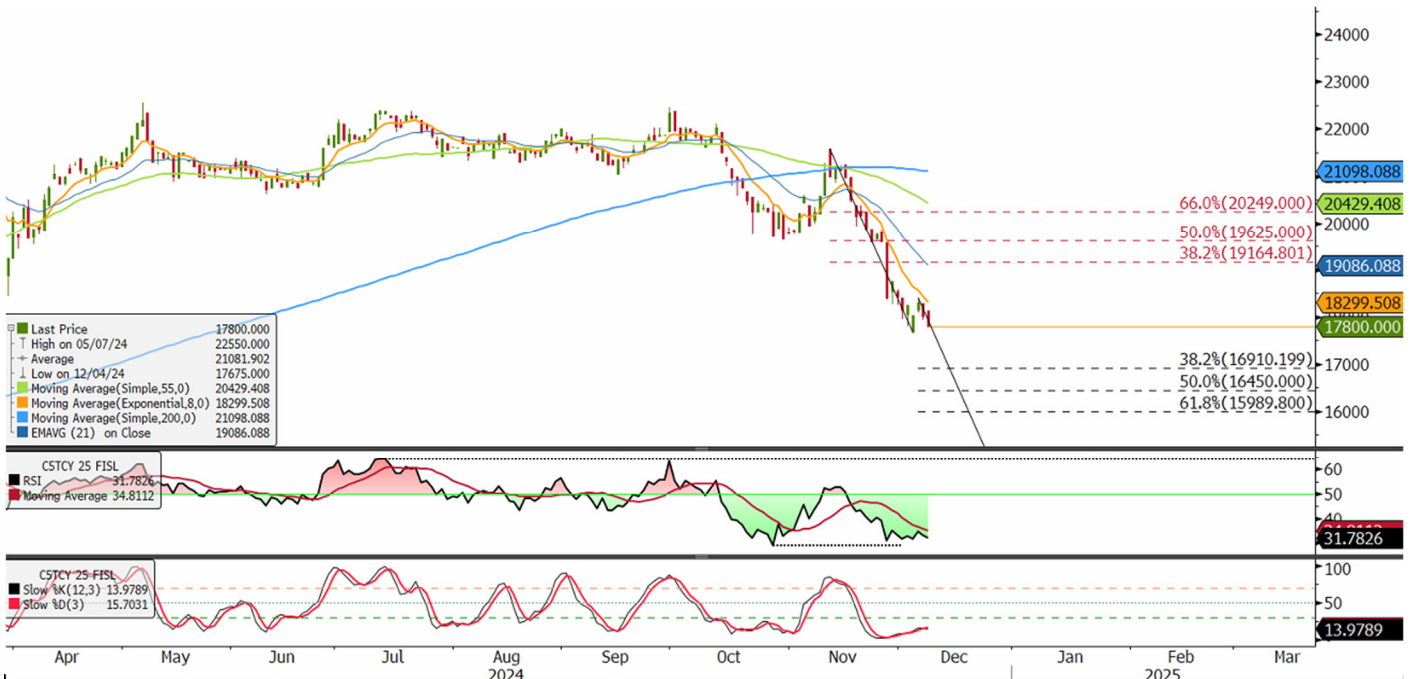 24000
23000
22000
21098.088
66.0%(20249.000)
20429.408
20000
50.0%(19625.000)
38.2%(19164.801)
19086.088
18299.508
17800.000
38.2%(16910.199)
17000
50.0%(16450.000)
61.8%(15989.800)
16000
Last Price 17800.000
High on 05/07/24 22550.000
Average 21081.902
Low on 12/04/24 17675.000
Moving Average(Simple,55,0) 20429.408
Moving Average(Exponential,8,0) 18299.508
Moving Average(Simple,200,0) 21098.088
EMAVG (21) on Close 19086.088
C5TCY 25 FISL
RSI 31.7826
Moving Average 34.8112
60
50
40
31.7826
C5TCY 25 FISL
Slow %K(12,3) 13.9789
Slow %D(3) 15.7031
100
50
13.9789
Apr May Jun Jul Aug Sep Oct Nov Dec Jan Feb Mar
2024 2025